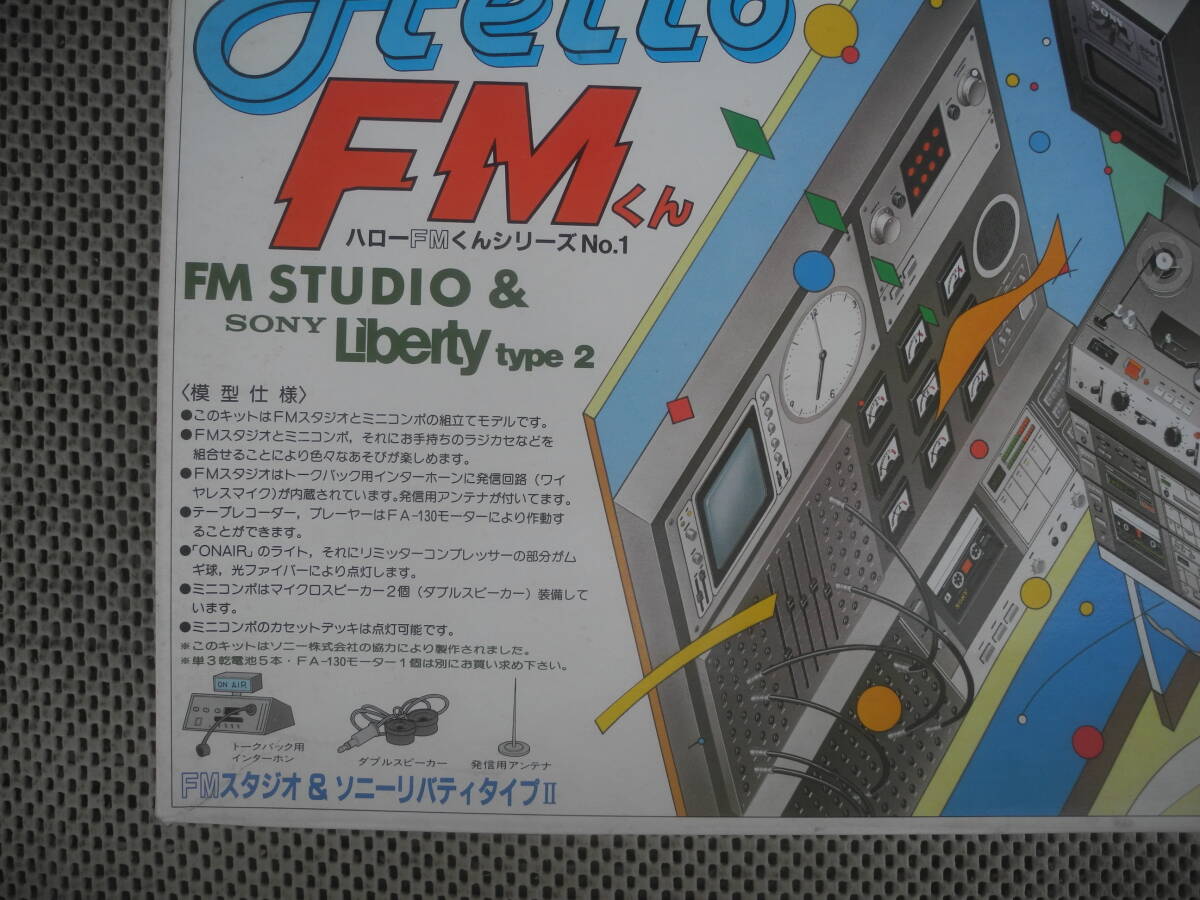 Hello
FMくん
ハローFMくんシリーズNo.1
FM STUDIO &
SONY Liberty type 2
〈模型仕様〉
●このキットはFMスタジオとミニコンポの組立てモデルです。
●FMスタジオとミニコンポ，それにお手持ちのラジカセなどを
組合せることにより色々なあそびが楽しめます。
●FMスタジオはトークバック用インターホーンに発信回路（ワイ
ヤレスマイク）が内蔵されています。発信用アンテナが付いてます。
●テープレコーダー，プレーヤーはFA-130モーターにより作動す
ることができます。
●「ONAIR」のライト，それにリミッターコンプレッサーの部分がム
ギ球，光ファイバーにより点灯します。
●ミニコンポはマイクロスピーカー2個（ダブルスピーカー）装備して
います。
●ミニコンポのカセットデッキは点灯可能です。
※このキットはソニー株式会社の協力により製作されました。
※単3乾電池5本・FA-130モーター1個は別にお買い求め下さい。
ON AIR
トークバック用
インターホン
ダブルスピーカー
発信用アンテナ
FMスタジオ & ソニーリバティタイプII
SONY
SONY